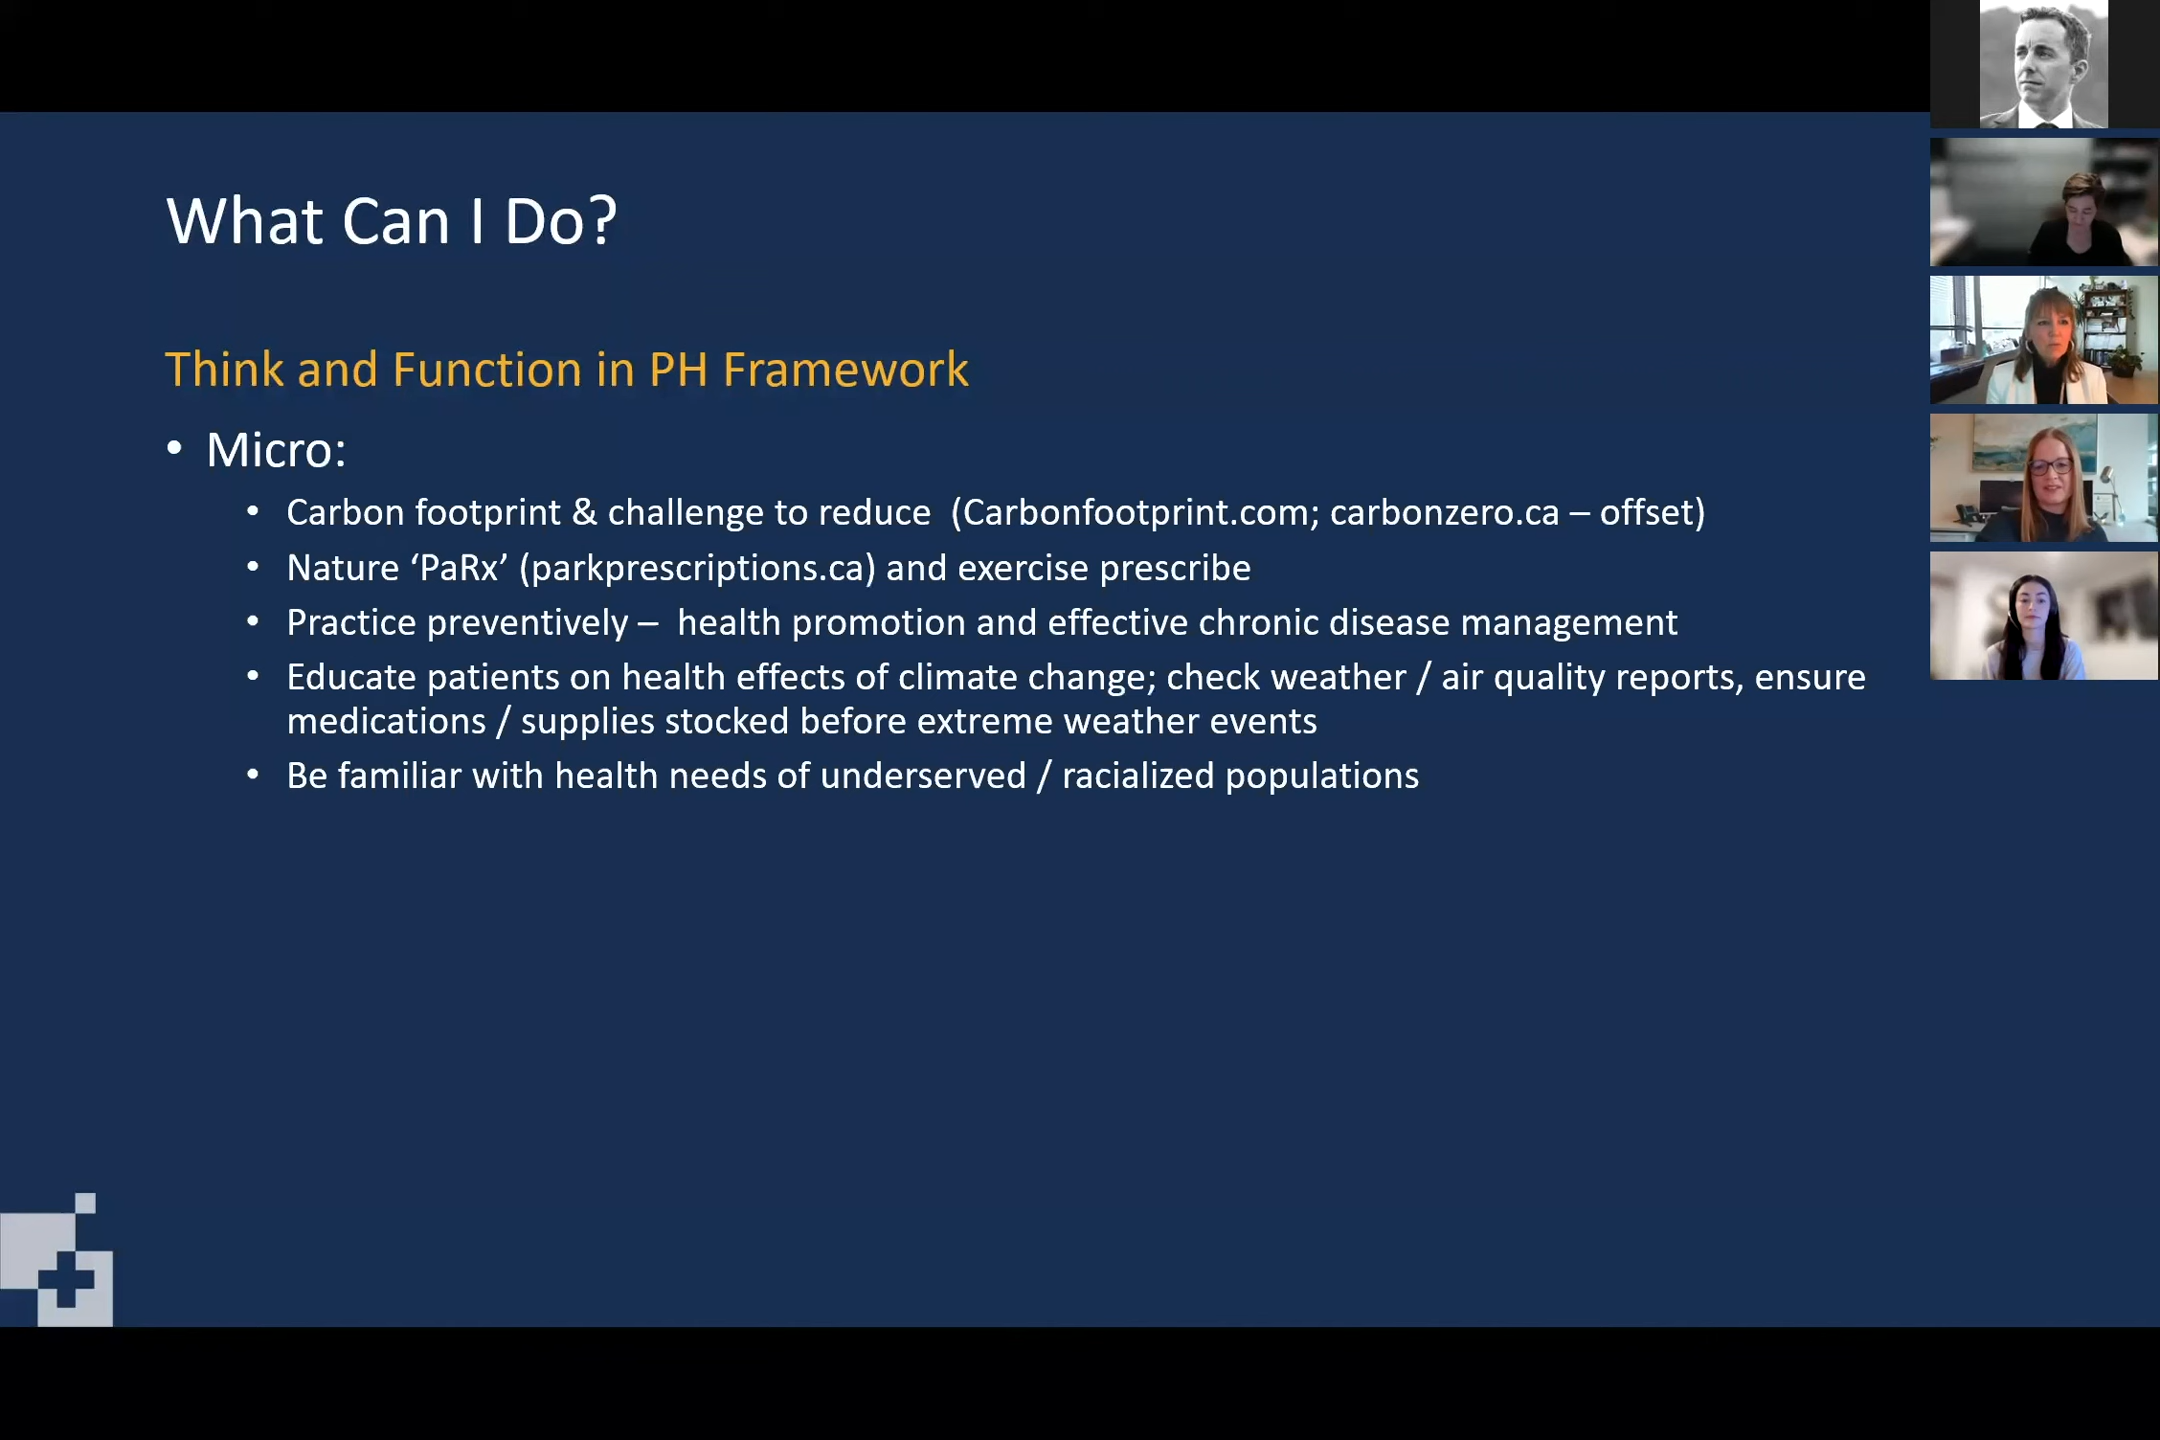 What Can I Do?
Think and Function in PH Framework
• Micro:
• Carbon footprint & challenge to reduce  (Carbonfootprint.com; carbonzero.ca – offset)
• Nature ‘PaRx’ (parkprescriptions.ca) and exercise prescribe
• Practice preventively –  health promotion and effective chronic disease management
• Educate patients on health effects of climate change; check weather / air quality reports, ensure
medications / supplies stocked before extreme weather events
• Be familiar with health needs of underserved / racialized populations